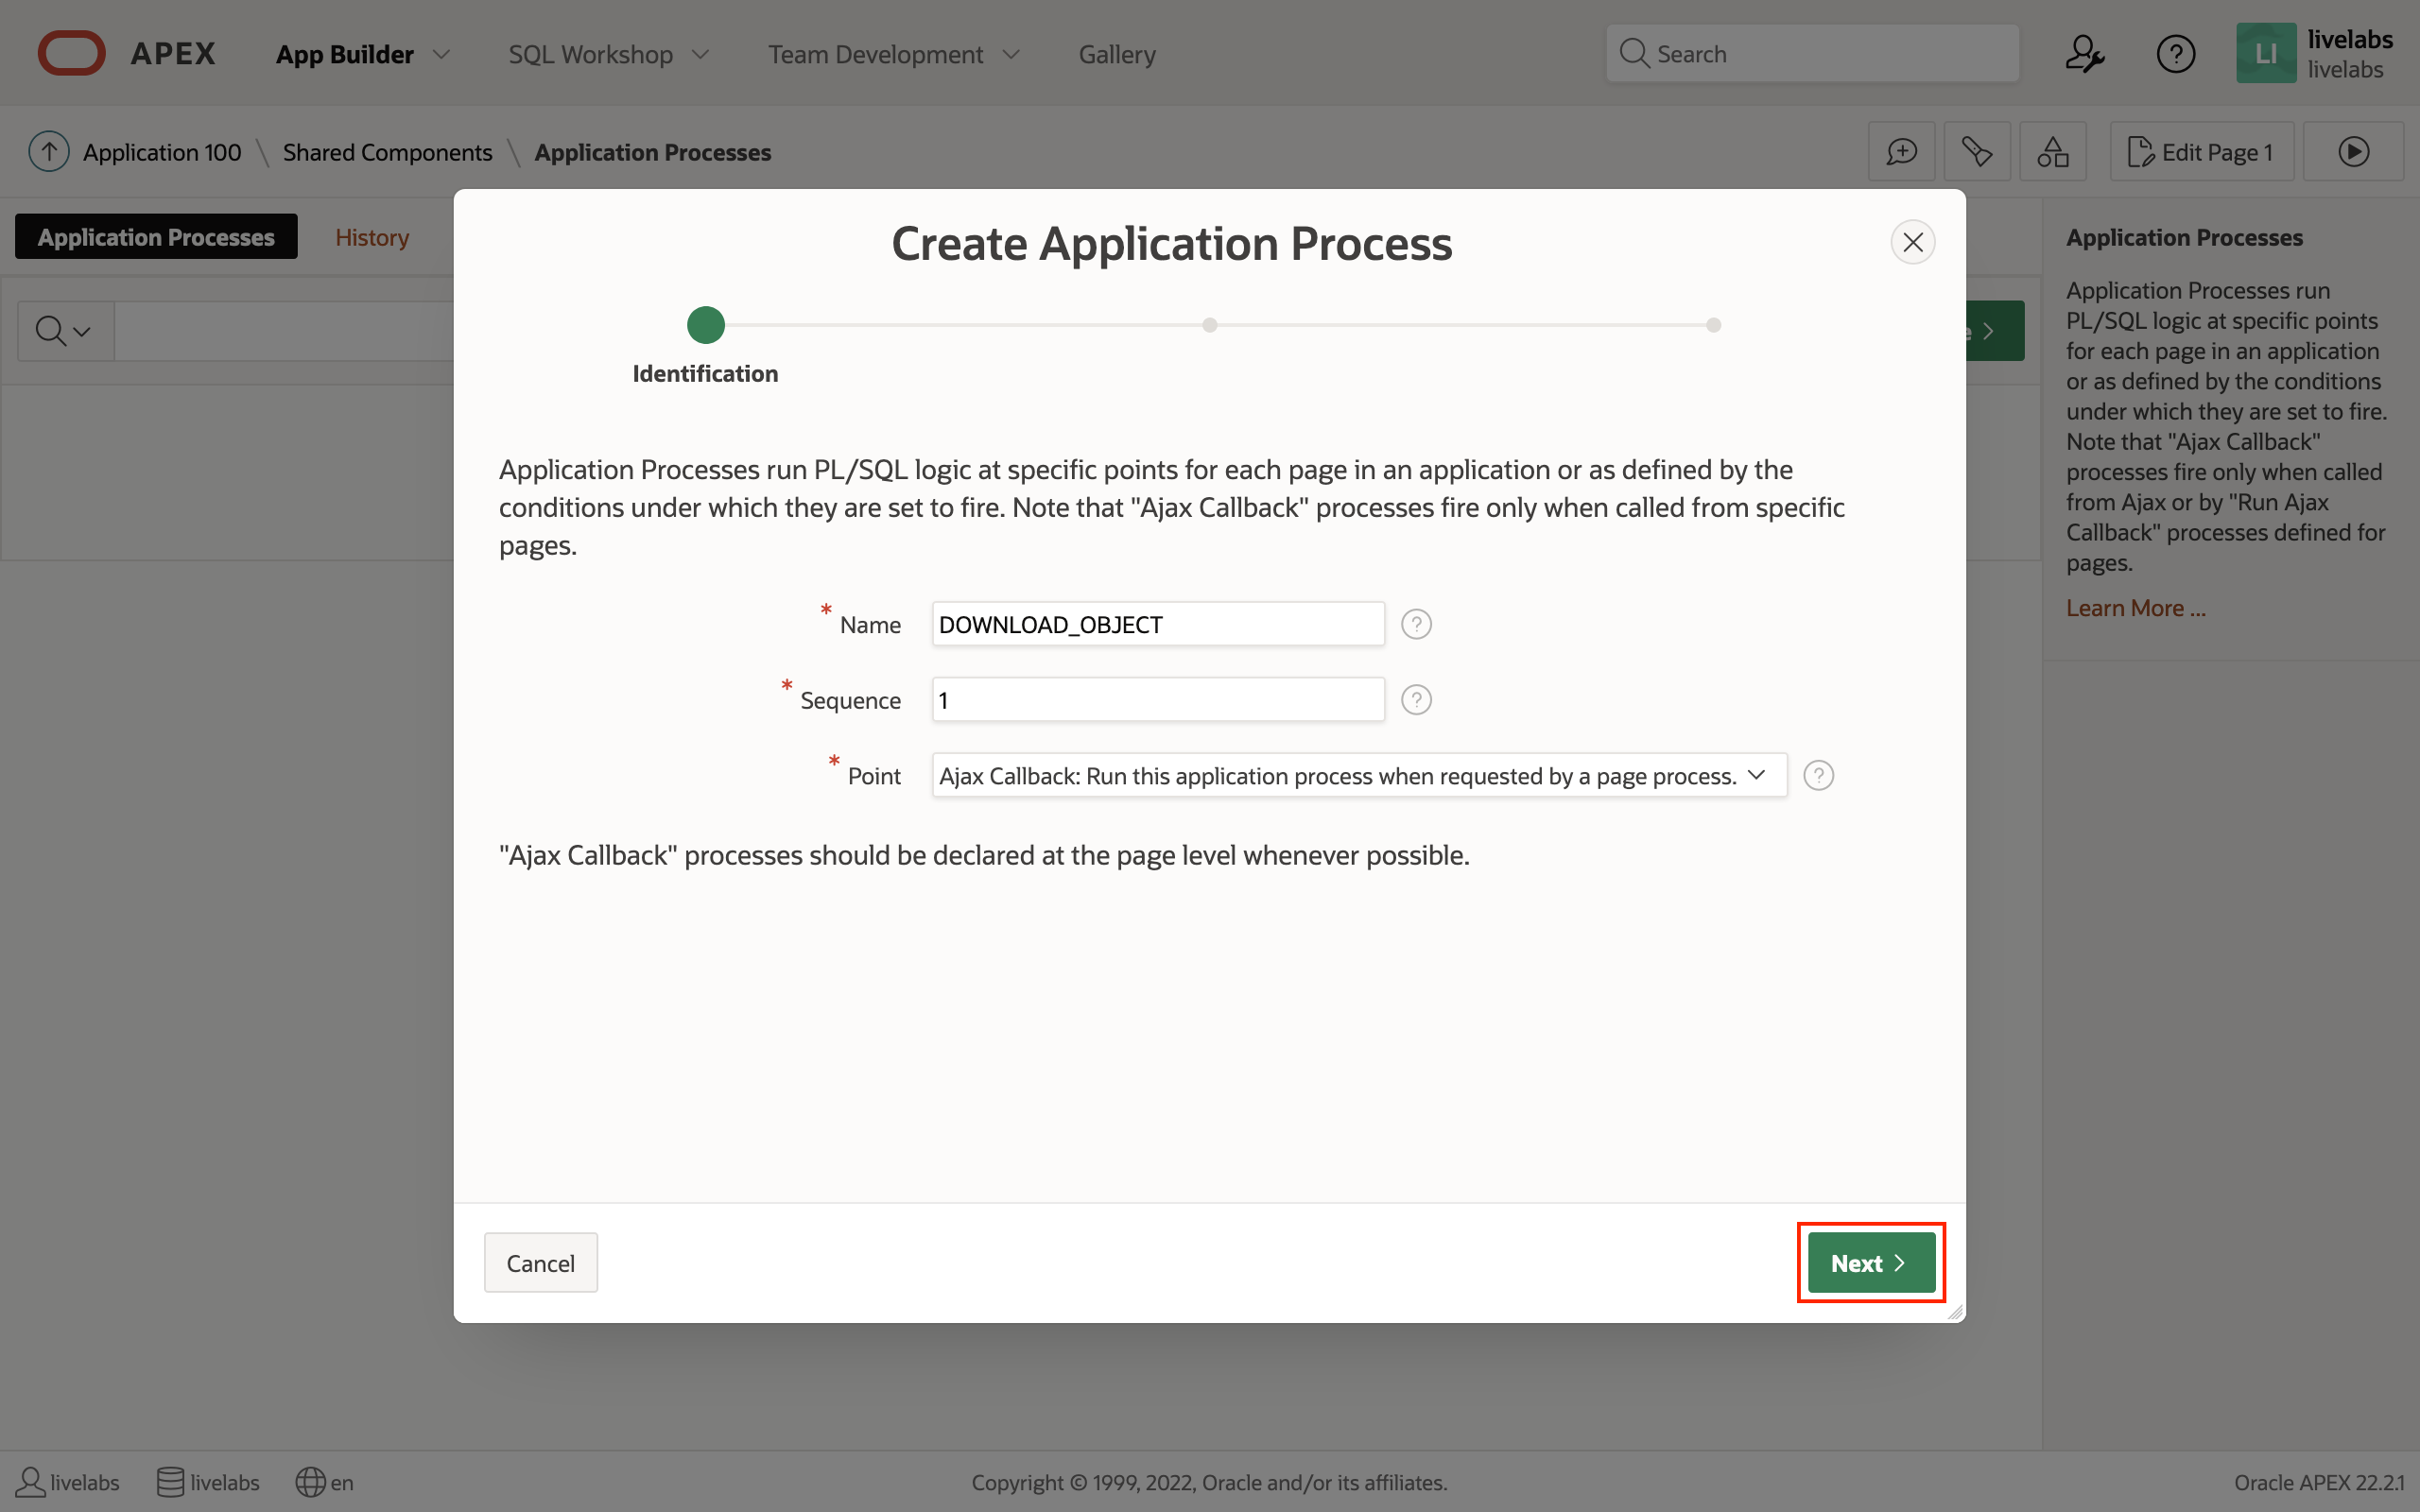 APEX App Builder SQL Workshop Team Development Gallery Search LI livelabs
livelabs
Application 100 \ Shared Components \ Application Processes Edit Page 1
Application Processes History
Create Application Process
Identification
Application Processes run PL/SQL logic at specific points for each page in an application or as defined by the
conditions under which they are set to fire. Note that "Ajax Callback" processes fire only when called from specific
pages.
* Name DOWNLOAD_OBJECT ?
* Sequence 1 ?
* Point Ajax Callback: Run this application process when requested by a page process. ?
"Ajax Callback" processes should be declared at the page level whenever possible.
Cancel Next
Application Processes
Application Processes run
PL/SQL logic at specific points
for each page in an application
or as defined by the conditions
under which they are set to fire.
Note that "Ajax Callback"
processes fire only when called
from Ajax or by "Run Ajax
Callback" processes defined for
pages.
Learn More ...
livelabs livelabs en Copyright © 1999, 2022, Oracle and/or its affiliates. Oracle APEX 22.2.1